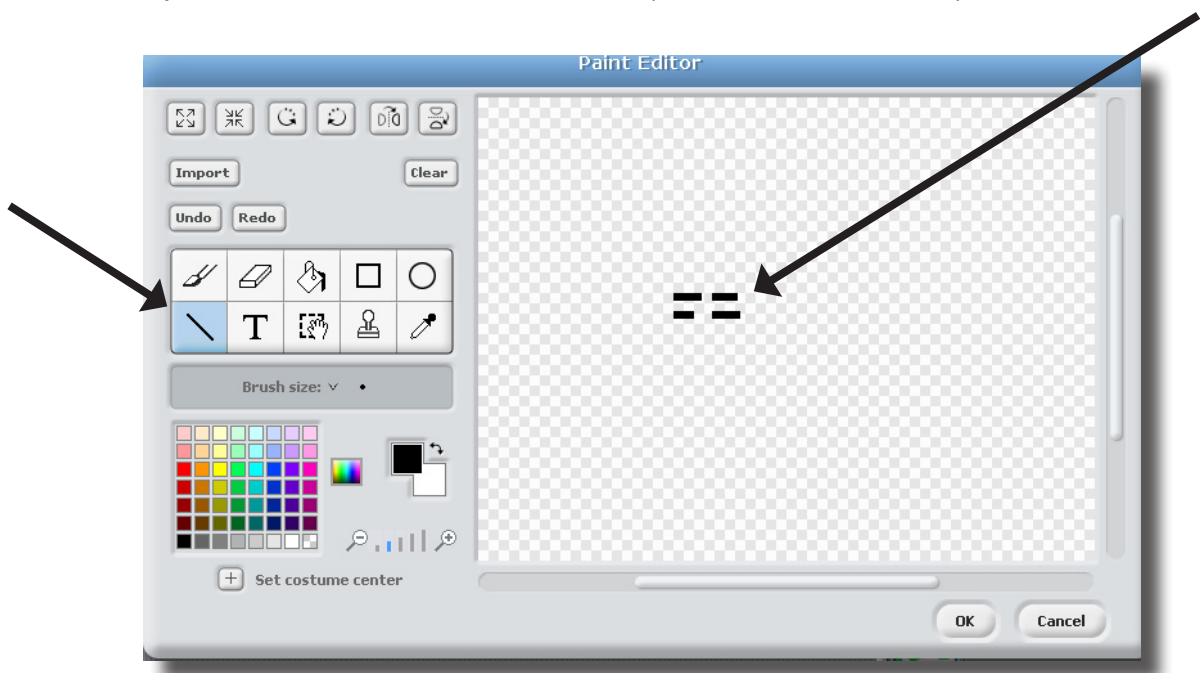 Paint Editor
Import
Clear
Undo
Redo
T
Brush size:
Set costume center
OK
Cancel